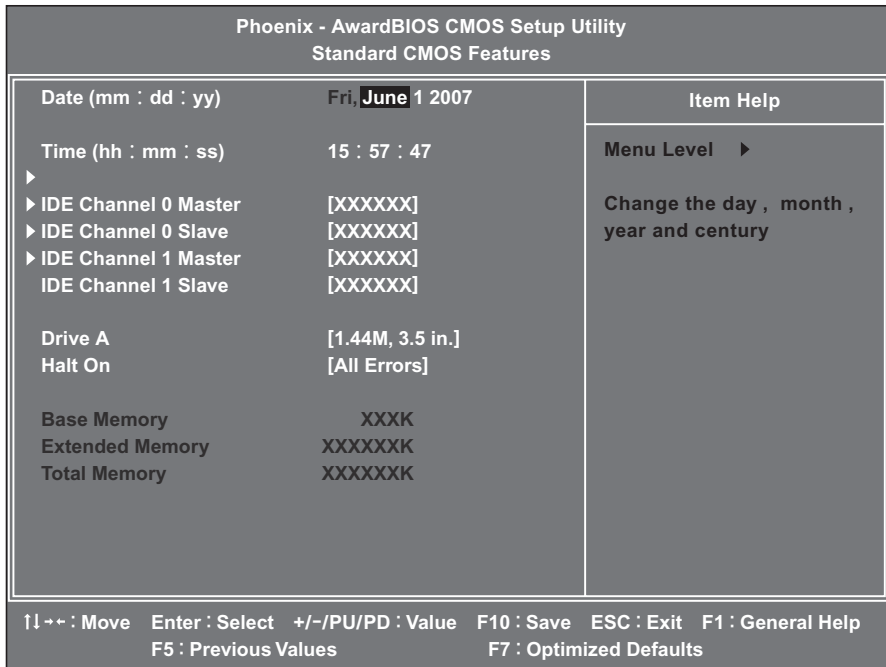 Phoenix - AwardBIOS CMOS Setup Utility
Standard CMOS Features
Date (mm : dd : yy) Fri, June 1 2007
Time (hh : mm : ss) 15 : 57 : 47
IDE Channel 0 Master [XXXXXX]
IDE Channel 0 Slave [XXXXXX]
IDE Channel 1 Master [XXXXXX]
IDE Channel 1 Slave [XXXXXX]
Drive A [1.44M, 3.5 in.]
Halt On [All Errors]
Base Memory XXXK
Extended Memory XXXXXXK
Total Memory XXXXXXK
Item Help
Menu Level ▶
Change the day , month ,
year and century
↑↓→← : Move Enter : Select +/-/PU/PD : Value F10 : Save ESC : Exit F1 : General Help
F5 : Previous Values F7 : Optimized Defaults